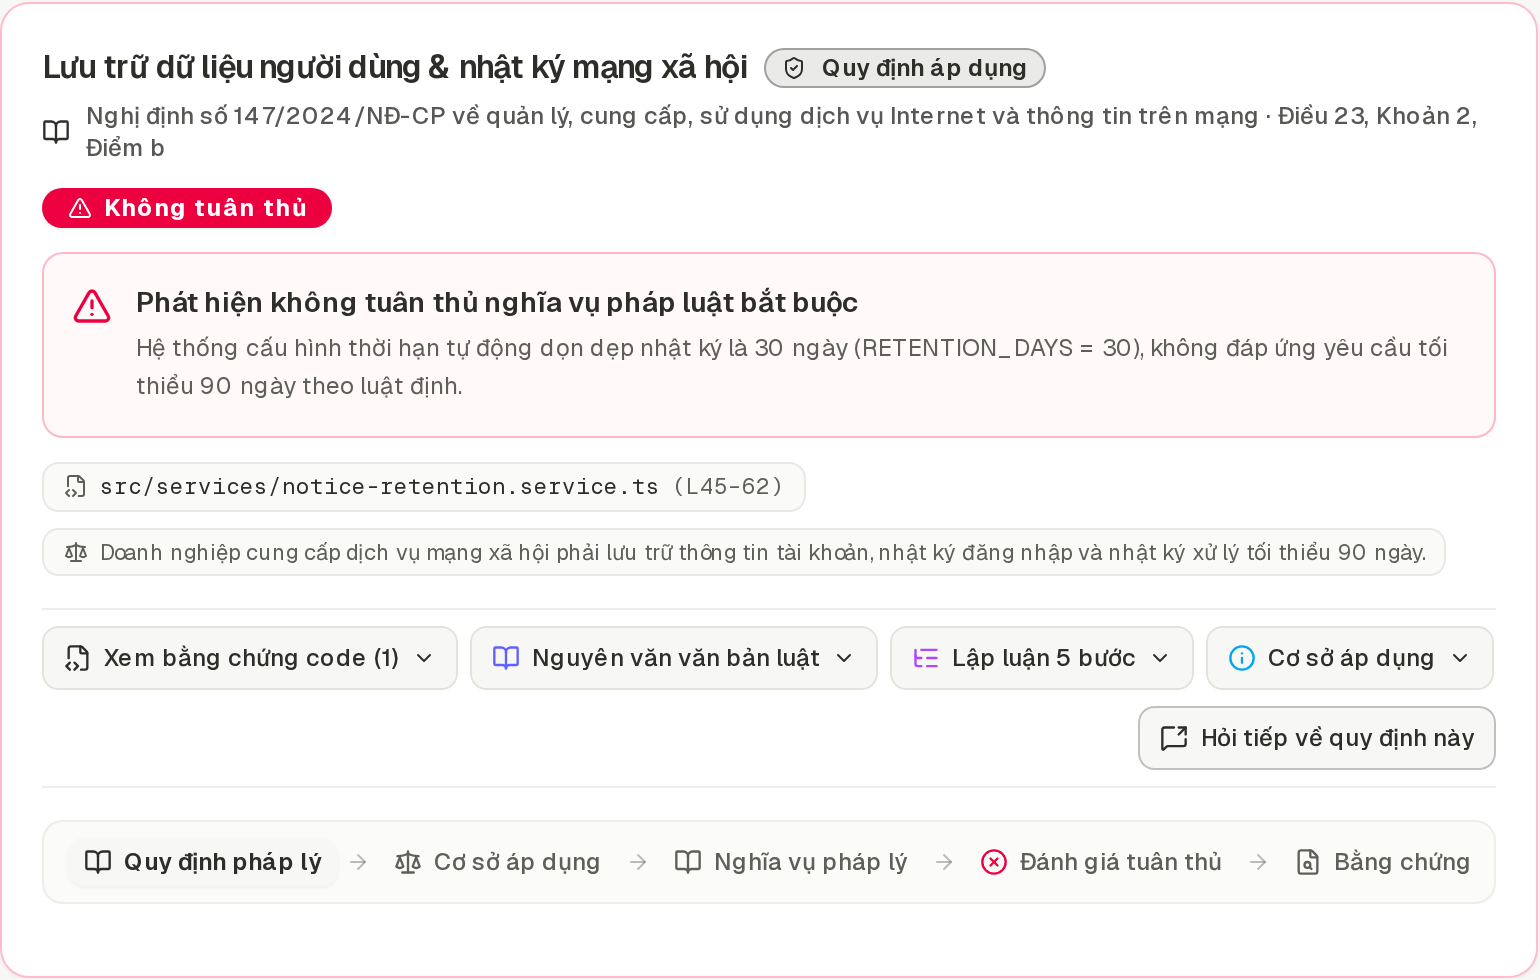 Lưu trữ dữ liệu người dùng & nhật ký mạng xã hội
Quy định áp dụng
Nghị định số 147/2024/NĐ-CP về quản lý, cung cấp, sử dụng dịch vụ Internet và thông tin trên mạng · Điều 23, Khoản 2,
Điểm b
Không tuân thủ
Phát hiện không tuân thủ nghĩa vụ pháp luật bắt buộc
Hệ thống cấu hình thời hạn tự động dọn dẹp nhật ký là 30 ngày (RETENTION_DAYS = 30), không đáp ứng yêu cầu tối
thiểu 90 ngày theo luật định.
src/services/notice-retention.service.ts (L45-62)
Doanh nghiệp cung cấp dịch vụ mạng xã hội phải lưu trữ thông tin tài khoản, nhật ký đăng nhập và nhật ký xử lý tối thiểu 90 ngày.
Xem bằng chứng code (1)
Nguyên văn văn bản luật
Lập luận 5 bước
Cơ sở áp dụng
Hỏi tiếp về quy định này
Quy định pháp lý
Cơ sở áp dụng
Nghĩa vụ pháp lý
Đánh giá tuân thủ
Bằng chứng